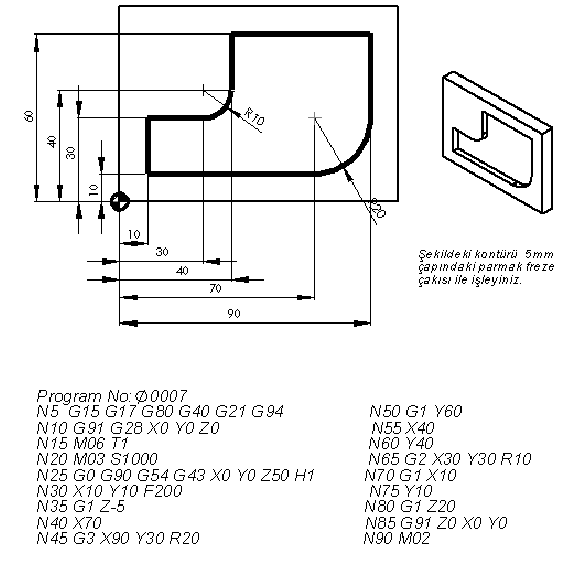 60
40
30
10
R10
R20
10
30
40
70
90
Şekildeki kontürü 5mm
çapındaki parmak freze
çakısı ile işleyiniz.
Program No:Ø0007
N5 G15 G17 G80 G40 G21 G94
N10 G91 G28 X0 Y0 Z0
N15 M06 T1
N20 M03 S1000
N25 G0 G90 G54 G43 X0 Y0 Z50 H1
N30 X10 Y10 F200
N35 G1 Z-5
N40 X70
N45 G3 X90 Y30 R20
N50 G1 Y60
N55 X40
N60 Y40
N65 G2 X30 Y30 R10
N70 G1 X10
N75 Y10
N80 G1 Z20
N85 G91 Z0 X0 Y0
N90 M02